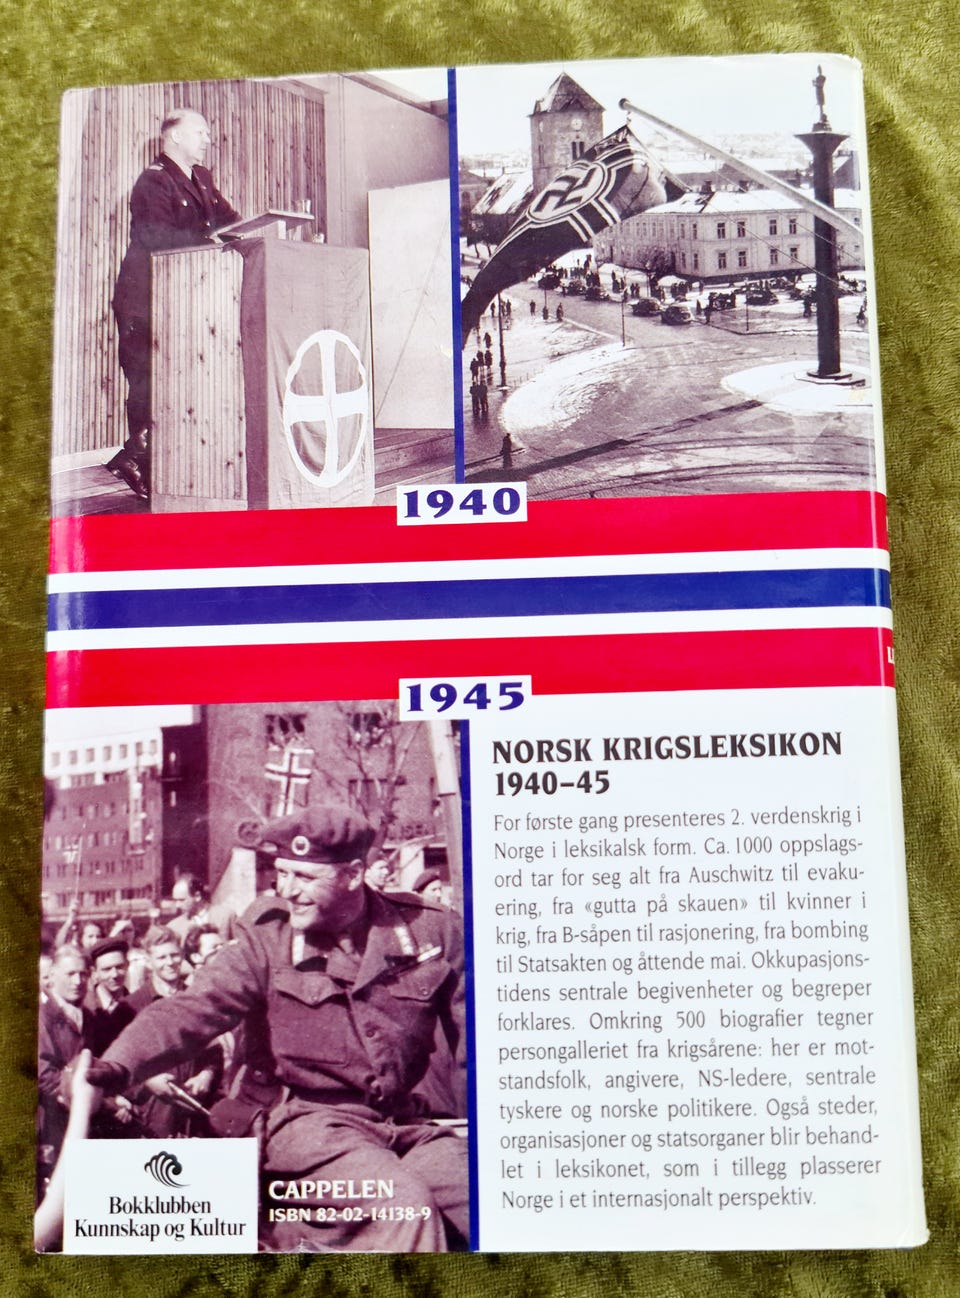 1940
1945
NORSK KRIGSLEKSIKON
1940–45
For første gang presenteres 2. verdenskrig i
Norge i leksikalsk form. Ca. 1000 oppslags-
ord tar for seg alt fra Auschwitz til evaku-
ering, fra «gutta på skauen» til kvinner i
krig, fra B-såpen til rasjonering, fra bombing
til Statsakten og åttende mai. Okkupasjons-
tidens sentrale begivenheter og begreper
forklares. Omkring 500 biografier tegner
persongalleriet fra krigsårene: her er mot-
standsfolk, angivere, NS-ledere, sentrale
tyskere og norske politikere. Også steder,
organisasjoner og statsorganer blir behand-
let i leksikonet, som i tillegg plasserer
Norge i et internasjonalt perspektiv.
Bokklubben
Kunnskap og Kultur
CAPPELEN
ISBN 82-02-14138-9